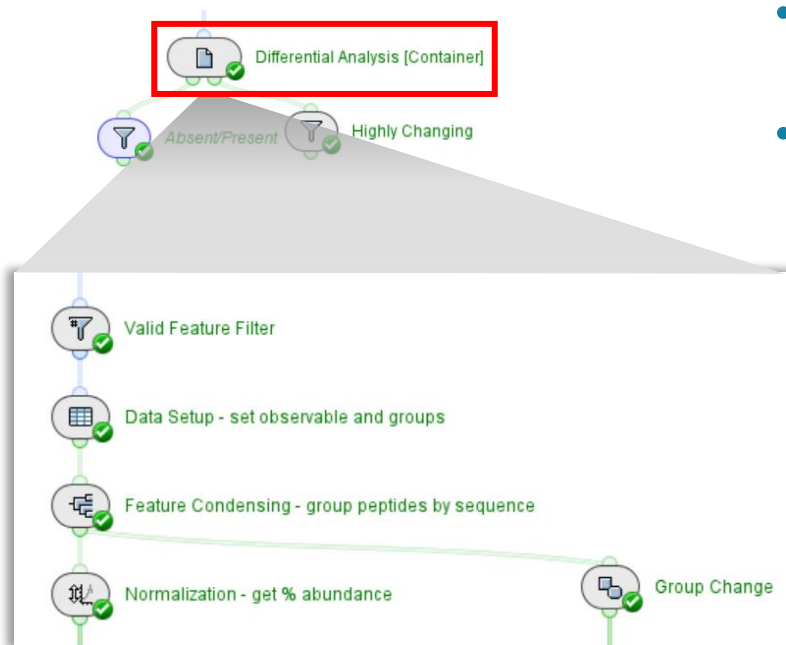 Differential Analysis [Container]
Absent/Present
Highly Changing
Valid Feature Filter
Data Setup - set observable and groups
Feature Condensing - group peptides by sequence
Normalization - get % abundance
Group Change